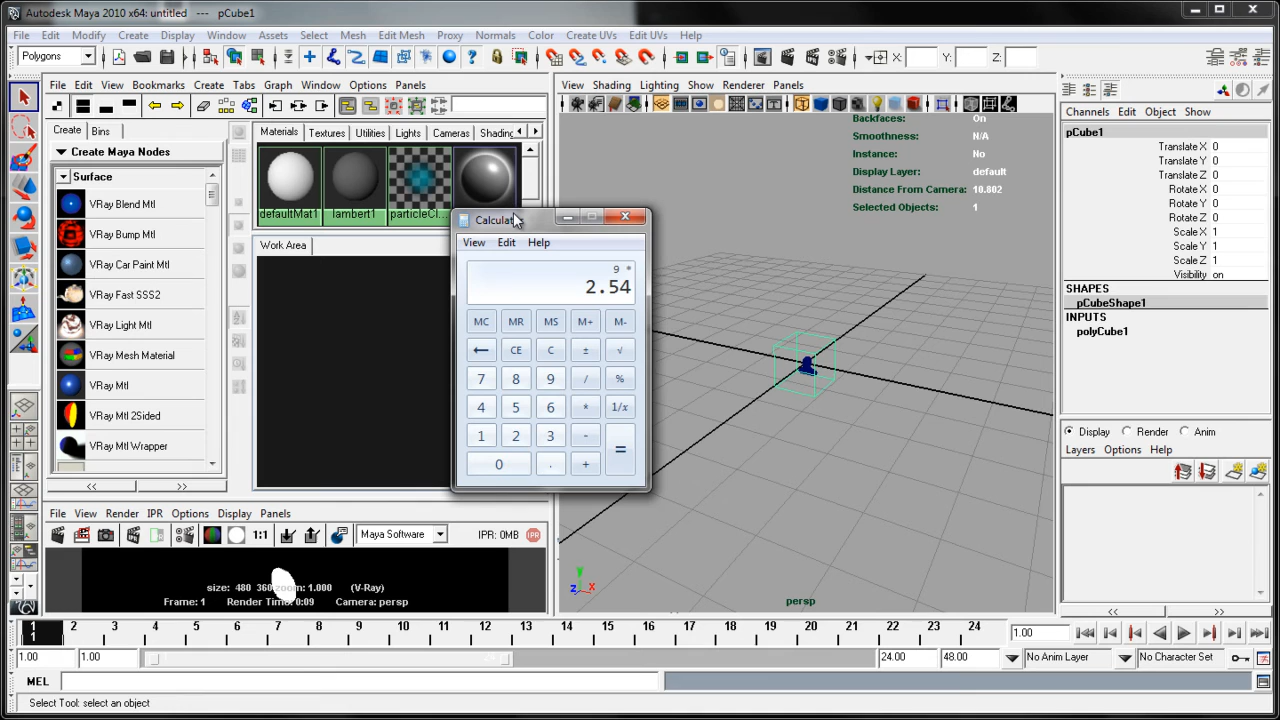 Autodesk Maya 2010 x64: untitled --- pCube1
File Edit Modify Create Display Window Assets Select Mesh Edit Mesh Proxy Normals Color Create UVs Edit UVs Help
Polygons X: Y: Z:
File Edit View Bookmarks Create Tabs Graph Window Options Panels
View Shading Lighting Show Renderer Panels
Channels Edit Object Show
Create Bins
Create Maya Nodes
Surface
VRay Blend Mtl
VRay Bump Mtl
VRay Car Paint Mtl
VRay Fast SSS2
VRay Light Mtl
VRay Mesh Material
VRay Mtl
VRay Mtl 2Sided
VRay Mtl Wrapper
Materials Textures Utilities Lights Cameras Shading
defaultMat1 lambert1 particleCl...
Work Area
Calculat
View Edit Help
9 *
2.54
MC MR MS M+ M-
← CE C ± √
7 8 9 / %
4 5 6 * 1/x
1 2 3 - =
0 . +
Backfaces: On
Smoothness: N/A
Instance: No
Display Layer: default
Distance From Camera: 10.802
Selected Objects: 1
z y x
persp
pCube1
Translate X 0
Translate Y 0
Translate Z 0
Rotate X 0
Rotate Y 0
Rotate Z 0
Scale X 1
Scale Y 1
Scale Z 1
Visibility on
SHAPES
pCubeShape1
INPUTS
polyCube1
Display Render Anim
Layers Options Help
File View Render IPR Options Display Panels
1:1 Maya Software IPR: 0MB
size: 480 360 zoom: 1.000 (V-Ray)
Frame: 1 Render Time: 0:09 Camera: persp
1 2 3 4 5 6 7 8 9 10 11 12 13 14 15 16 17 18 19 20 21 22 23 24
1
1.00
1.00 1.00 24 24.00 48.00 No Anim Layer No Character Set
MEL
Select Tool: select an object